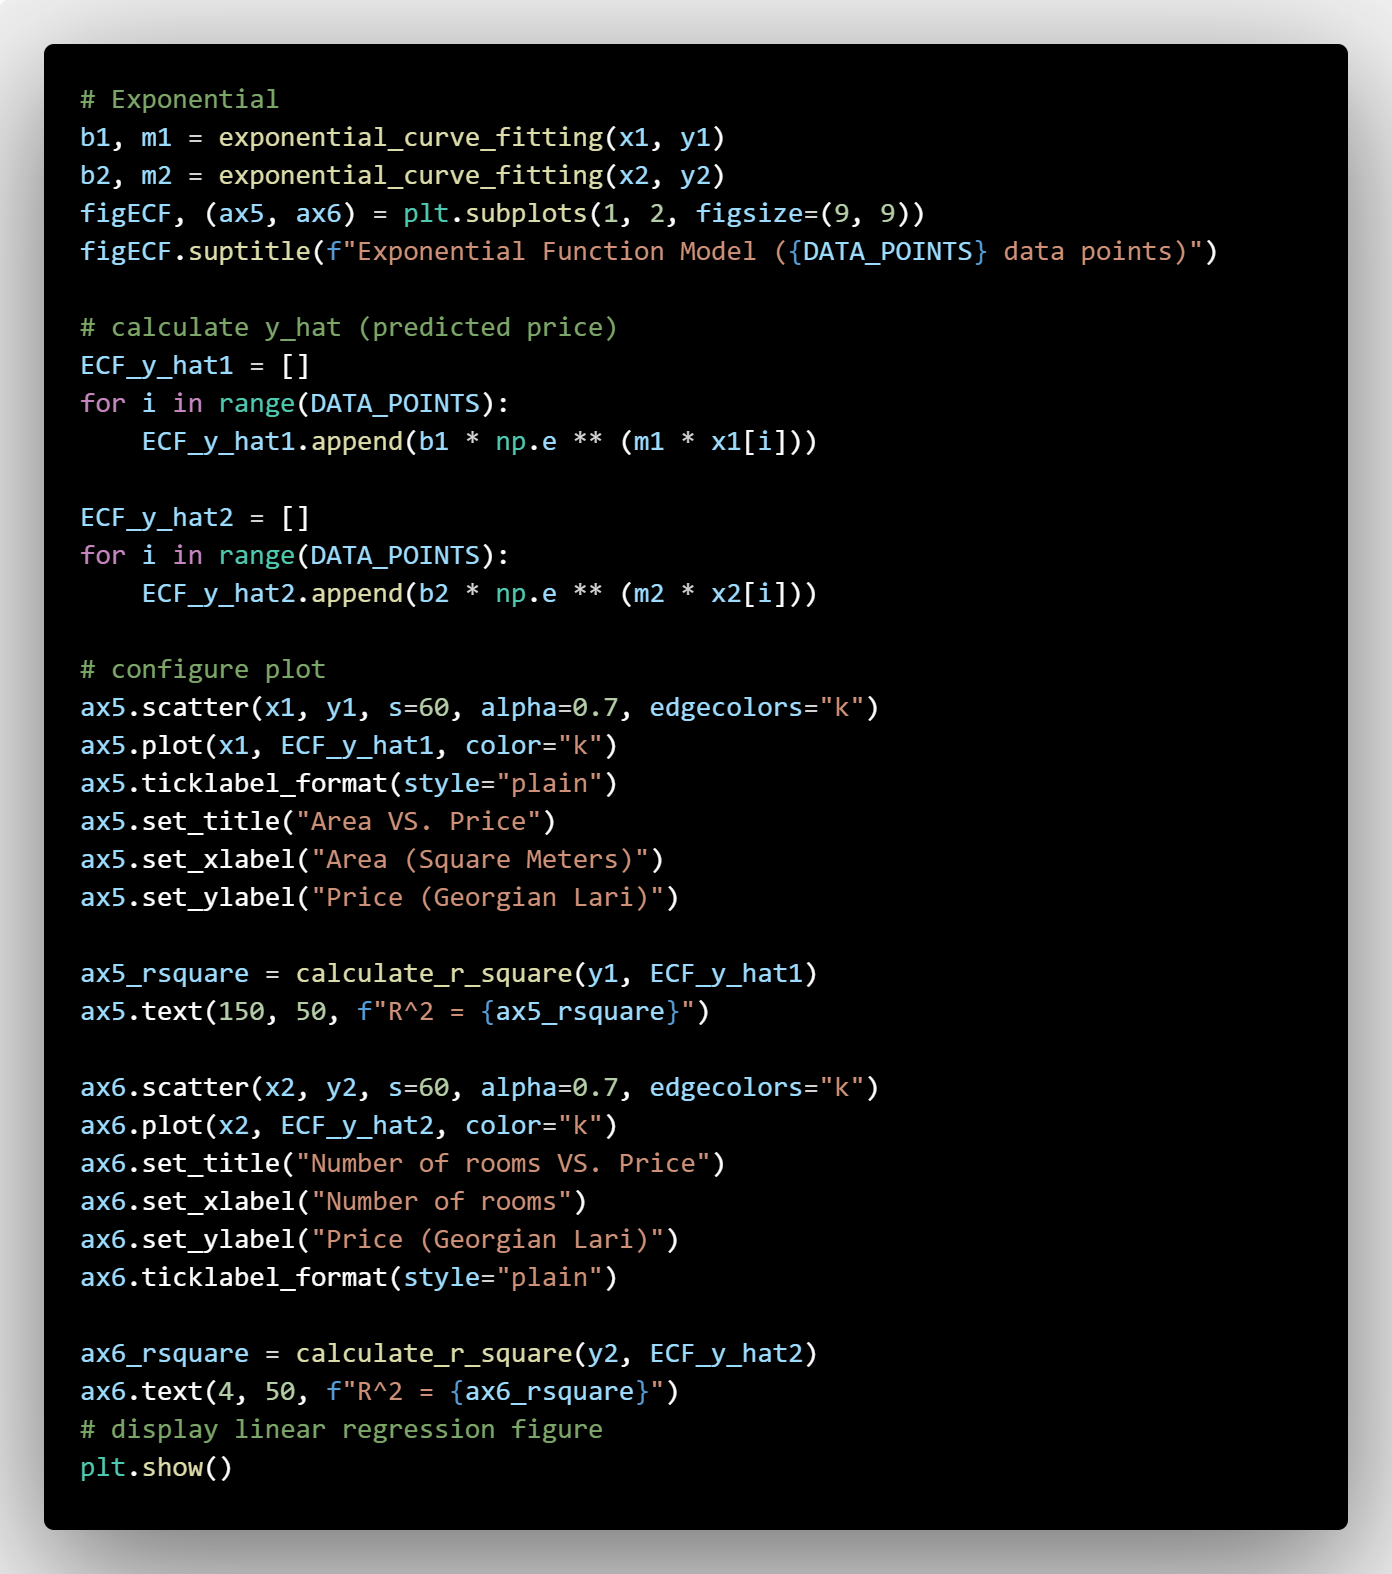 # Exponential
b1, m1 = exponential_curve_fitting(x1, y1)
b2, m2 = exponential_curve_fitting(x2, y2)
figECF, (ax5, ax6) = plt.subplots(1, 2, figsize=(9, 9))
figECF.suptitle(f"Exponential Function Model ({DATA_POINTS} data points)")

# calculate y_hat (predicted price)
ECF_y_hat1 = []
for i in range(DATA_POINTS):
    ECF_y_hat1.append(b1 * np.e ** (m1 * x1[i]))

ECF_y_hat2 = []
for i in range(DATA_POINTS):
    ECF_y_hat2.append(b2 * np.e ** (m2 * x2[i]))

# configure plot
ax5.scatter(x1, y1, s=60, alpha=0.7, edgecolors="k")
ax5.plot(x1, ECF_y_hat1, color="k")
ax5.ticklabel_format(style="plain")
ax5.set_title("Area VS. Price")
ax5.set_xlabel("Area (Square Meters)")
ax5.set_ylabel("Price (Georgian Lari)")

ax5_rsquare = calculate_r_square(y1, ECF_y_hat1)
ax5.text(150, 50, f"R^2 = {ax5_rsquare}")

ax6.scatter(x2, y2, s=60, alpha=0.7, edgecolors="k")
ax6.plot(x2, ECF_y_hat2, color="k")
ax6.set_title("Number of rooms VS. Price")
ax6.set_xlabel("Number of rooms")
ax6.set_ylabel("Price (Georgian Lari)")
ax6.ticklabel_format(style="plain")

ax6_rsquare = calculate_r_square(y2, ECF_y_hat2)
ax6.text(4, 50, f"R^2 = {ax6_rsquare}")
# display linear regression figure
plt.show()